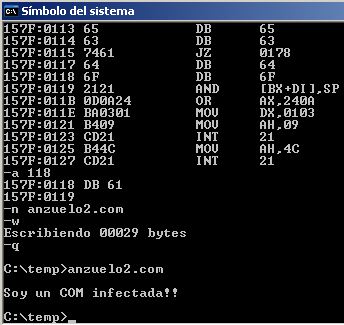 Símbolo del sistema
157F:0113 65 DB 65
157F:0114 63 DB 63
157F:0115 7461 JZ 0178
157F:0117 64 DB 64
157F:0118 6F DB 6F
157F:0119 2121 AND [BX+DI],SP
157F:011B 0D0A24 OR AX,240A
157F:011E BA0301 MOV DX,0103
157F:0121 B409 MOV AH,09
157F:0123 CD21 INT 21
157F:0125 B44C MOV AH,4C
157F:0127 CD21 INT 21
-a 118
157F:0118 DB 61
157F:0119
-n anzuelo2.com
-w
Escribiendo 00029 bytes
-q
C:\temp>anzuelo2.com
Soy un COM infectada!!
C:\temp>_